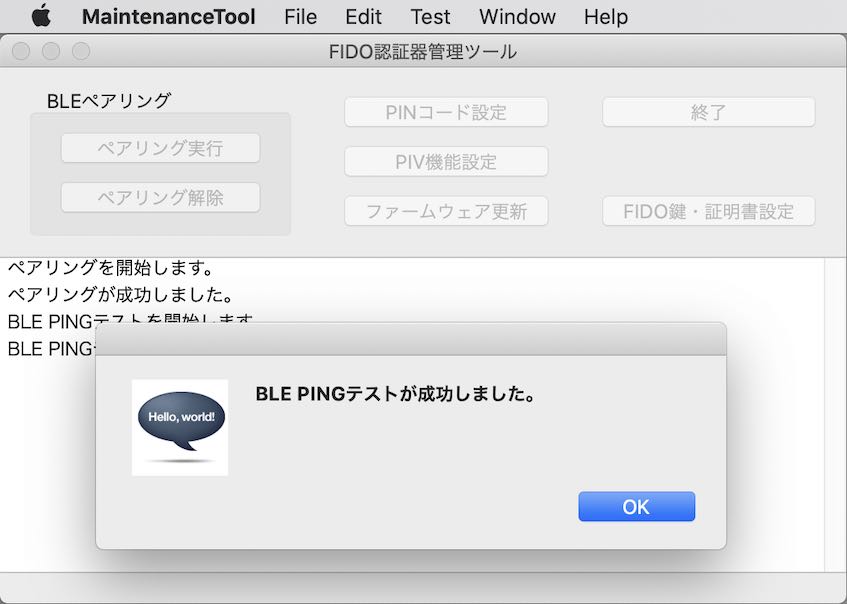 MaintenanceTool File Edit Test Window Help
FIDO認証器管理ツール
BLEペアリング
ペアリング実行
ペアリング解除
PINコード設定
PIV機能設定
ファームウェア更新
終了
FIDO鍵・証明書設定
ペアリングを開始します。
ペアリングが成功しました。
BLE PINGテストを開始します
BLE PING
Hello, world!
BLE PINGテストが成功しました。
OK